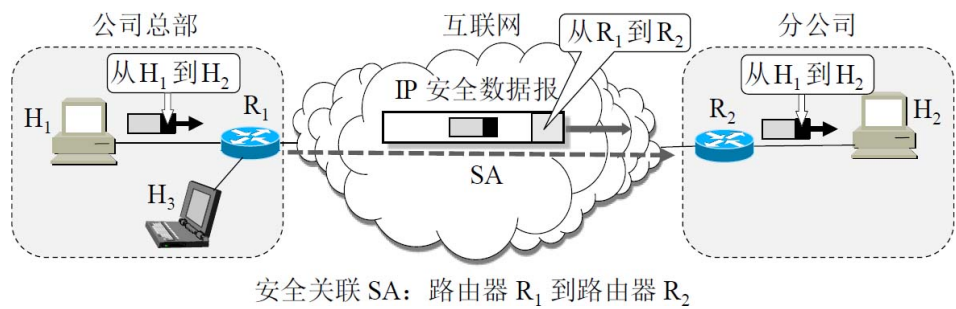 公司总部
互联网
分公司
从H₁到H₂
从R₁到R₂
从H₁到H₂
IP 安全数据报
H₁
R₁
R₂
H₂
SA
H₃
安全关联 SA：路由器 R₁ 到路由器 R₂